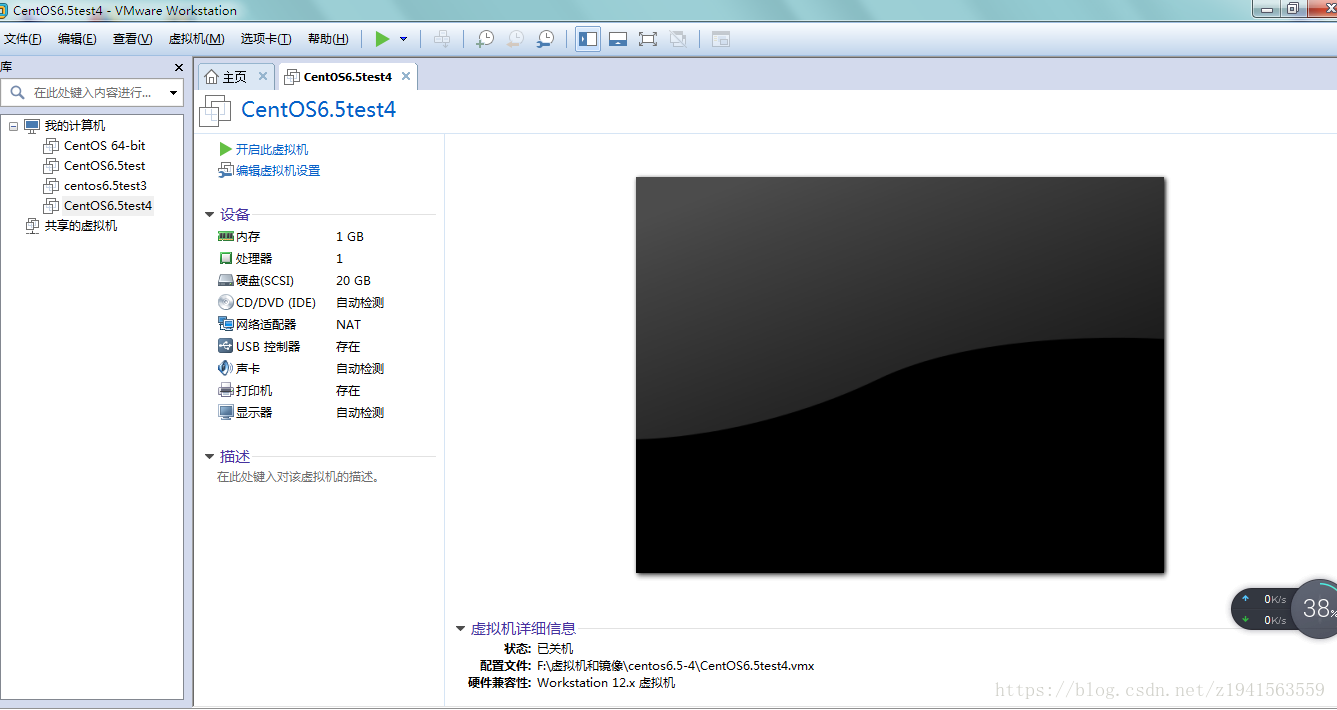 CentOS6.5test4 - VMware Workstation
文件(F) 编辑(E) 查看(V) 虚拟机(M) 选项卡(T) 帮助(H)
库
在此处键入内容进行...
我的计算机
CentOS 64-bit
CentOS6.5test
centos6.5test3
CentOS6.5test4
共享的虚拟机
主页 CentOS6.5test4
CentOS6.5test4
开启此虚拟机
编辑虚拟机设置
设备
内存 1 GB
处理器 1
硬盘(SCSI) 20 GB
CD/DVD (IDE) 自动检测
网络适配器 NAT
USB 控制器 存在
声卡 自动检测
打印机 存在
显示器 自动检测
描述
在此处键入对该虚拟机的描述。
虚拟机详细信息
状态: 已关机
配置文件: F:\虚拟机和镜像\centos6.5-4\CentOS6.5test4.vmx
硬件兼容性: Workstation 12.x 虚拟机
0K/s
0K/s
38%
https://blog.csdn.net/z1941563559